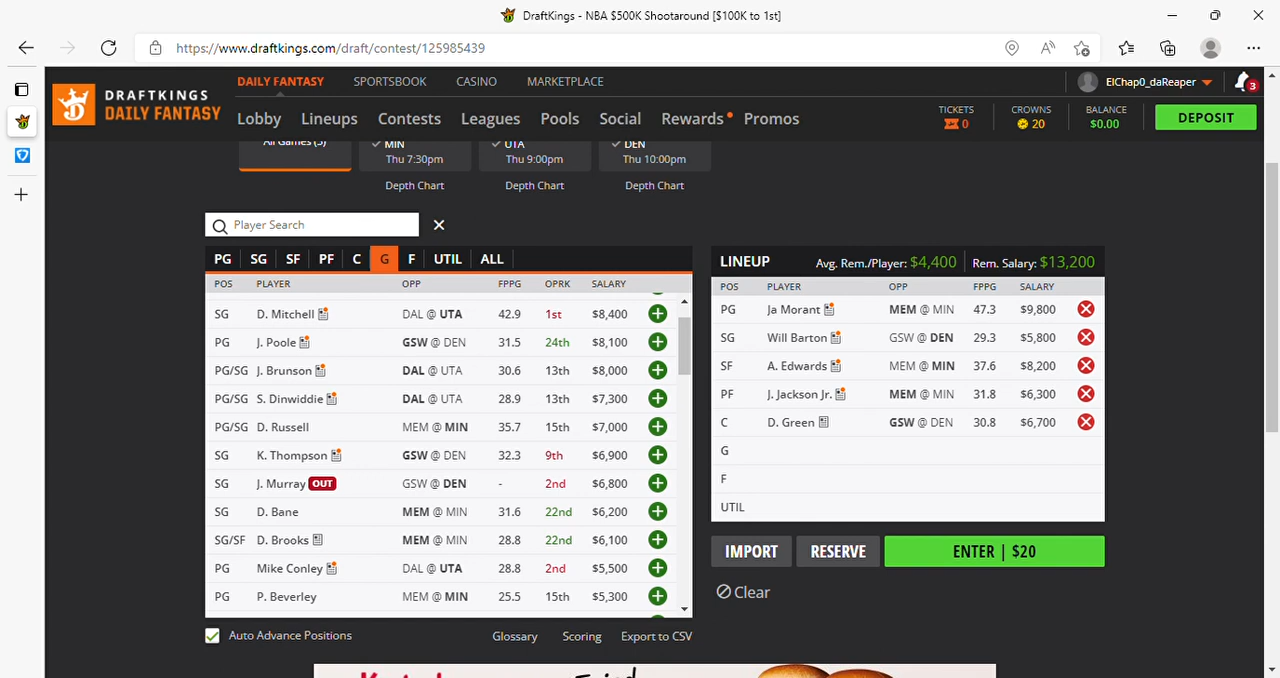 DraftKings - NBA $500K Shootaround [$100K to 1st]
https://www.draftkings.com/draft/contest/125985439
DAILY FANTASY SPORTSBOOK CASINO MARKETPLACE ElChap0_daReaper 3
DRAFTKINGS
DAILY FANTASY
Lobby Lineups Contests Leagues Pools Social Rewards Promos
TICKETS CROWNS BALANCE
0 20 $0.00
DEPOSIT
All Games (3) MIN UTA DEN
Thu 7:30pm Thu 9:00pm Thu 10:00pm
Depth Chart Depth Chart Depth Chart
Player Search
PG SG SF PF C G F UTIL ALL
POS PLAYER OPP FPPG OPRK SALARY
SG D. Mitchell DAL @ UTA 42.9 1st $8,400
PG J. Poole GSW @ DEN 31.5 24th $8,100
PG/SG J. Brunson DAL @ UTA 30.6 13th $8,000
PG/SG S. Dinwiddie DAL @ UTA 28.9 13th $7,300
PG/SG D. Russell MEM @ MIN 35.7 15th $7,000
SG K. Thompson GSW @ DEN 32.3 9th $6,900
SG J. Murray OUT GSW @ DEN - 2nd $6,800
SG D. Bane MEM @ MIN 31.6 22nd $6,200
SG/SF D. Brooks MEM @ MIN 28.8 22nd $6,100
PG Mike Conley DAL @ UTA 28.8 2nd $5,500
PG P. Beverley MEM @ MIN 25.5 15th $5,300
Auto Advance Positions Glossary Scoring Export to CSV
LINEUP Avg. Rem./Player: $4,400 Rem. Salary: $13,200
POS PLAYER OPP FPPG SALARY
PG Ja Morant MEM @ MIN 47.3 $9,800
SG Will Barton GSW @ DEN 29.3 $5,800
SF A. Edwards MEM @ MIN 37.6 $8,200
PF J. Jackson Jr. MEM @ MIN 31.8 $6,300
C D. Green GSW @ DEN 30.8 $6,700
G
F
UTIL
IMPORT RESERVE ENTER | $20
Clear